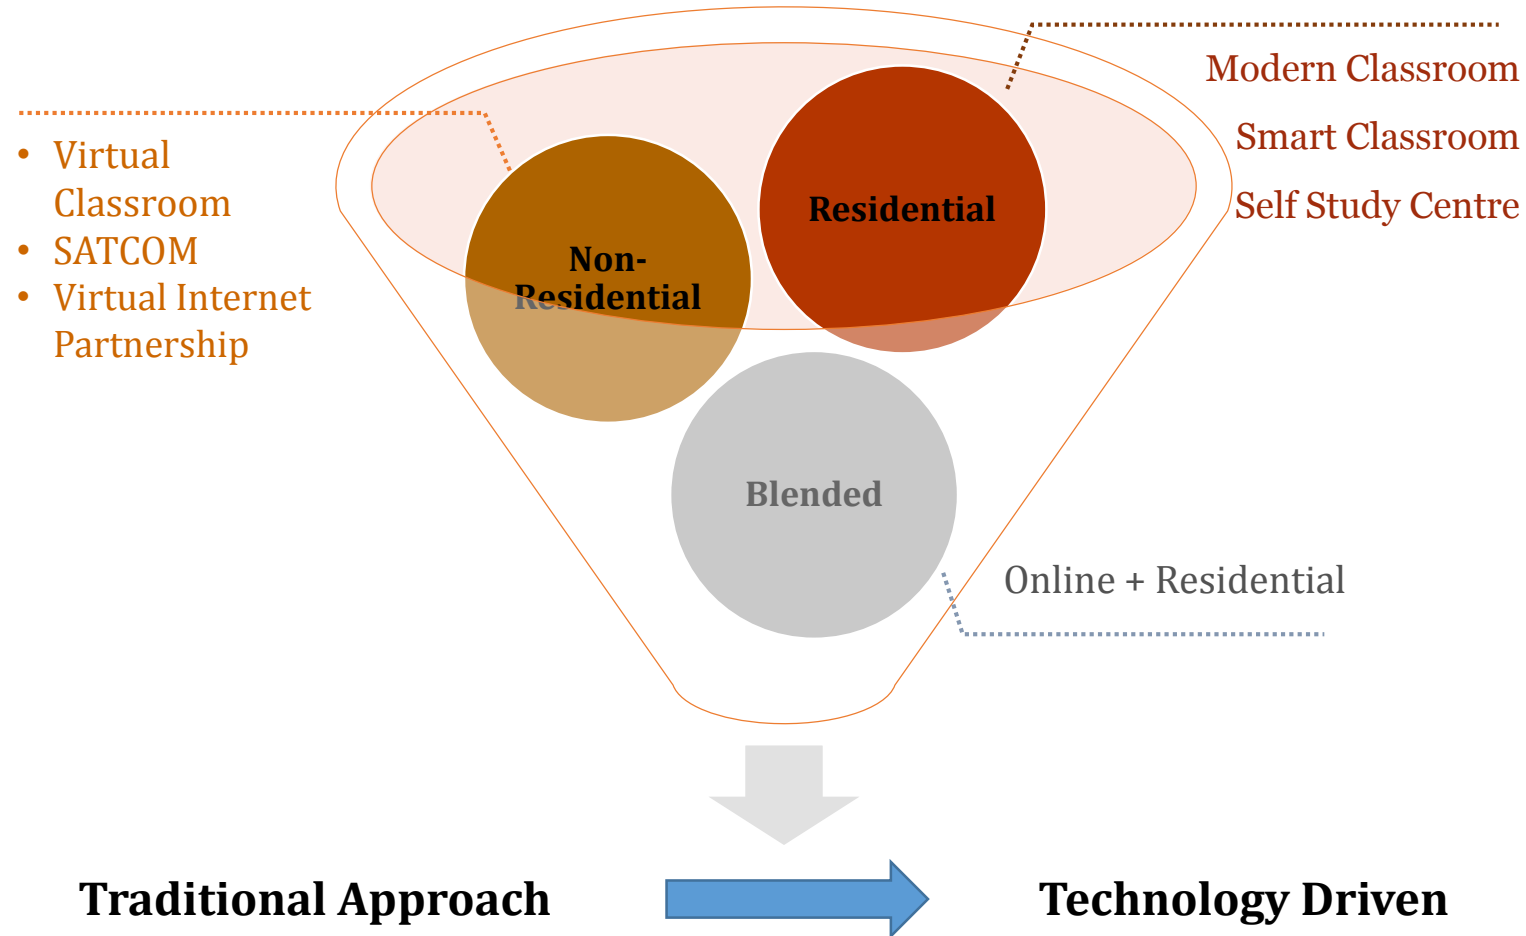 Modern Classroom
Smart Classroom
Self Study Centre
• Virtual
Classroom
• SATCOM
• Virtual Internet
Partnership
Residential
Non-
Residential
Blended
Online + Residential
Traditional Approach
Technology Driven